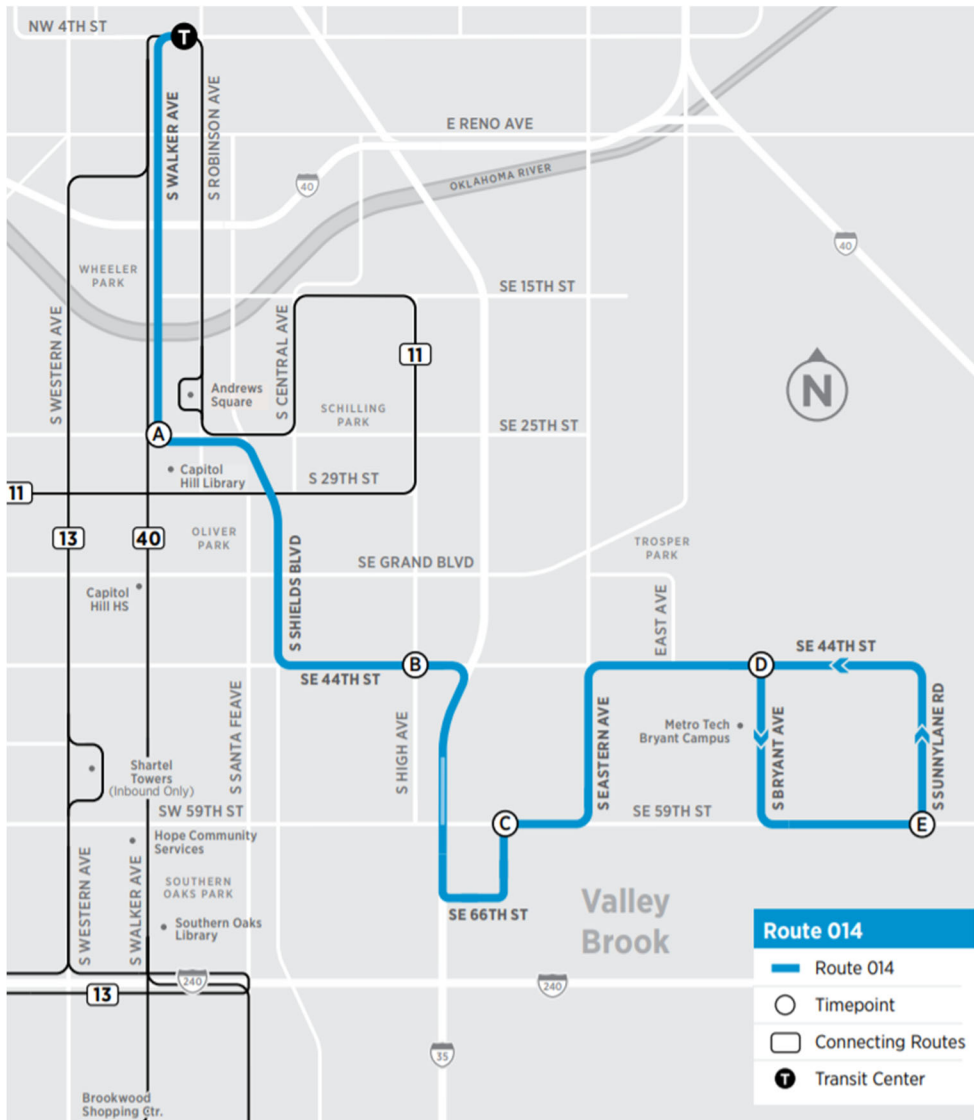 NW 4TH ST
T
S WALKER AVE
S ROBINSON AVE
E RENO AVE
OKLAHOMA RIVER
40
40
WHEELER
PARK
SE 15TH ST
S WESTERN AVE
S CENTRAL AVE
11
N
Andrews
Square
SCHILLING
PARK
A
SE 25TH ST
Capitol
Hill Library
S 29TH ST
11
13
40
OLIVER
PARK
TROSPER
PARK
SE GRAND BLVD
Capitol
Hill HS
S SHIELDS BLVD
EAST AVE
B
SE 44TH ST
D
SE 44TH ST
S SANTA FEAVE
S HIGH AVE
S EASTERN AVE
Metro Tech
Bryant Campus
S BRYANT AVE
S SUNNYLANE RD
Shartel
Towers
(Inbound Only)
SW 59TH ST
C
SE 59TH ST
E
Hope Community
Services
S WESTERN AVE
S WALKER AVE
SOUTHERN
OAKS PARK
Southern Oaks
Library
SE 66TH ST
Valley
Brook
240
13
240
35
Brookwood
Shopping Ctr.
Route 014
Route 014
Timepoint
Connecting Routes
T Transit Center